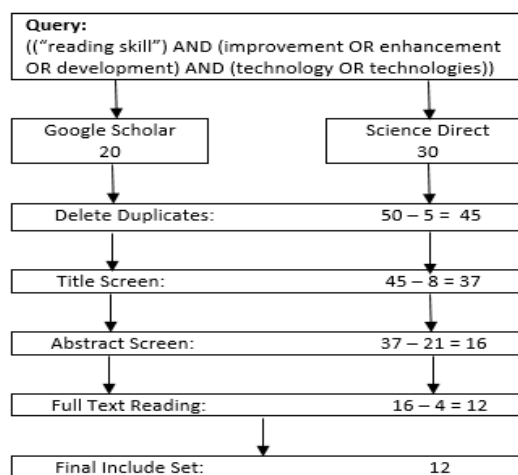 Query:
((“reading skill”) AND (improvement OR enhancement
OR development) AND (technology OR technologies))
Google Scholar
20
Science Direct
30
Delete Duplicates: 50 – 5 = 45
Title Screen: 45 – 8 = 37
Abstract Screen: 37 – 21 = 16
Full Text Reading: 16 – 4 = 12
Final Include Set: 12